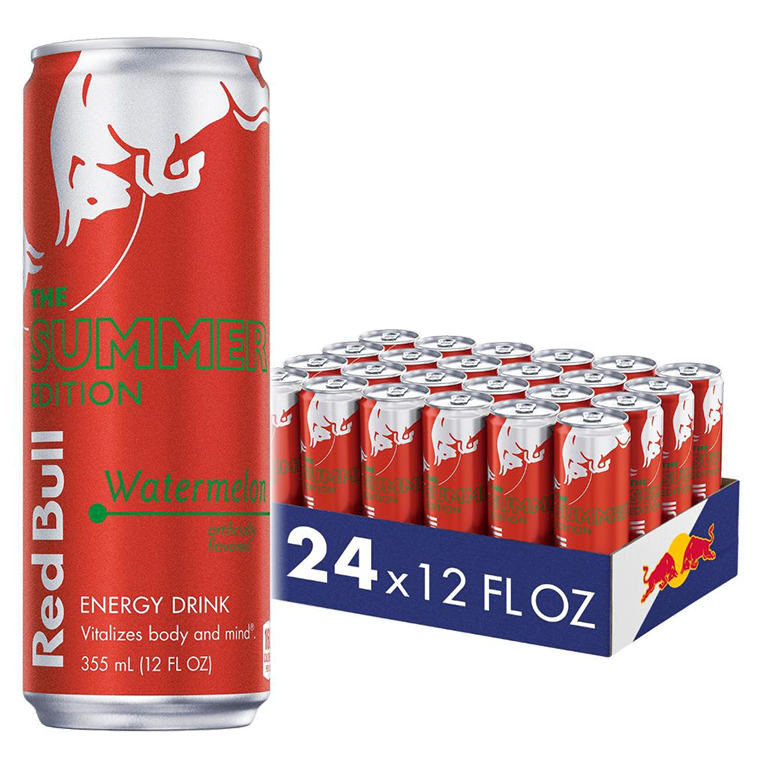 THE
SUMMER
EDITION
Watermelon
artificially
flavored
Red Bull
ENERGY DRINK
Vitalizes body and mind®.
355 mL (12 FL OZ)
24 x 12 FL OZ